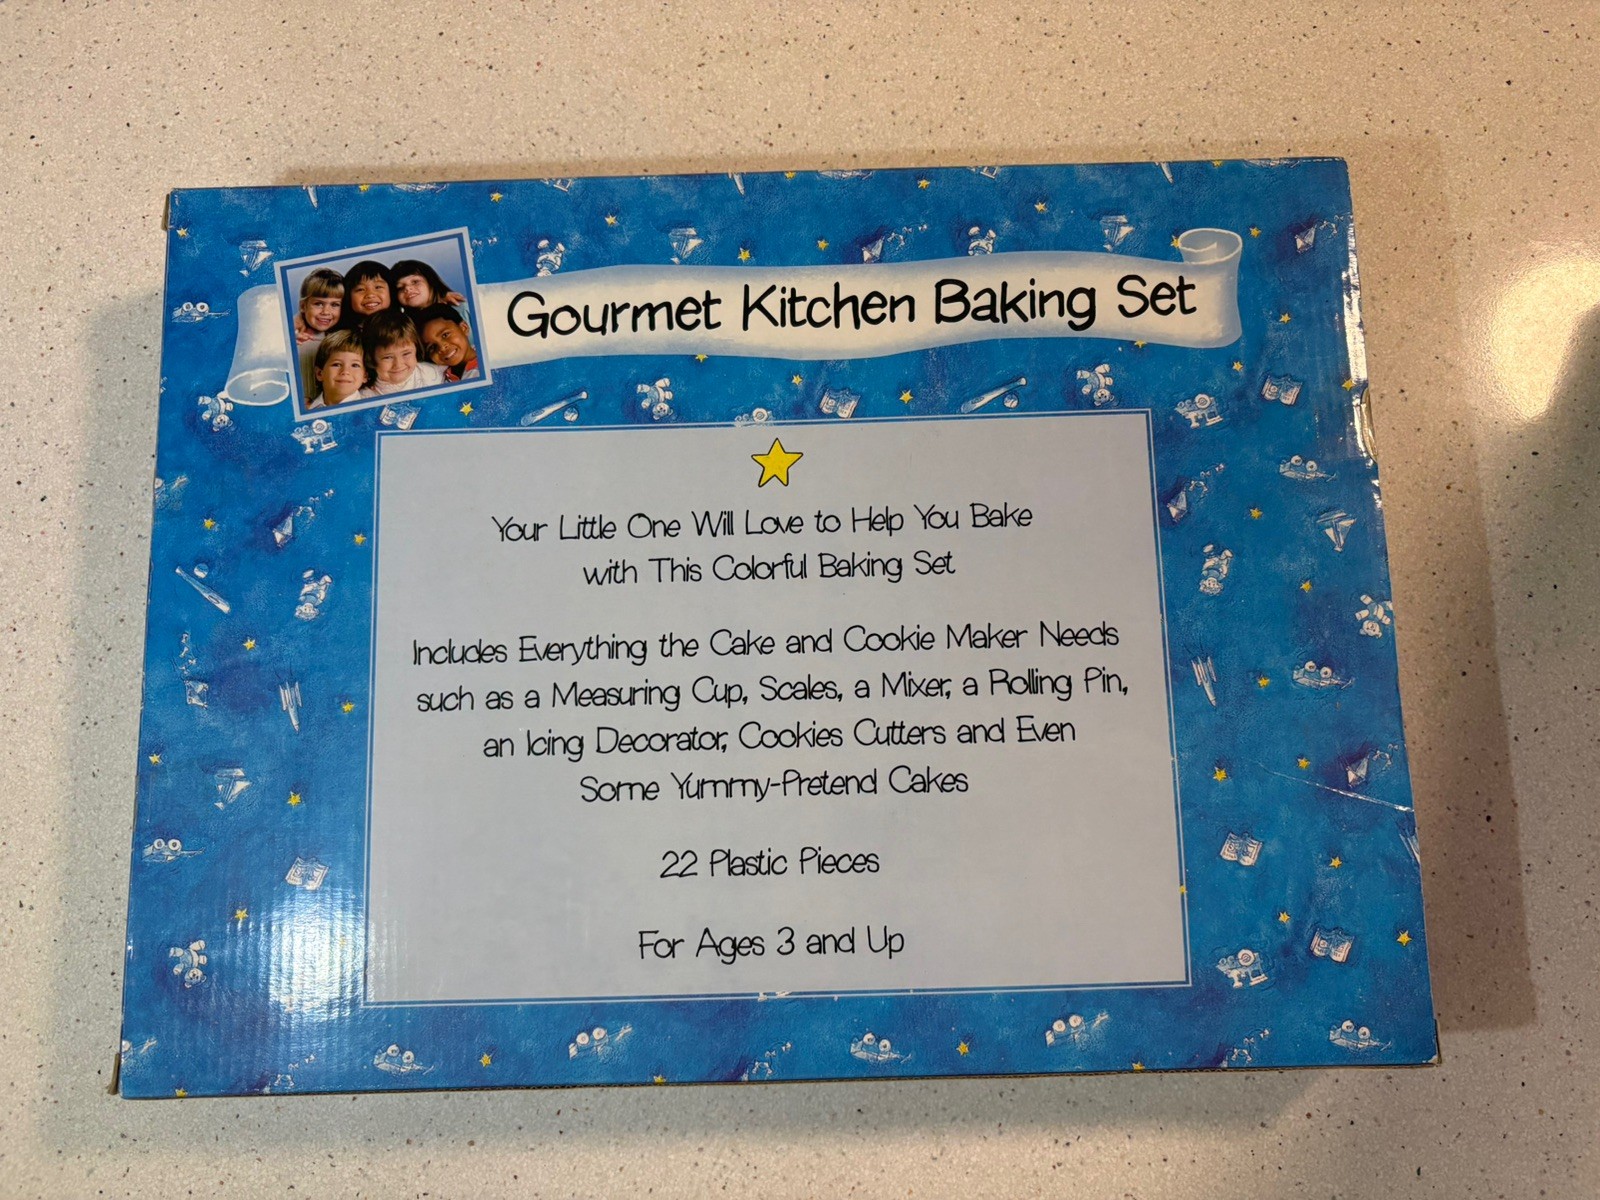 Gourmet Kitchen Baking Set
Your Little One Will Love to Help You Bake
with This Colorful Baking Set
Includes Everything the Cake and Cookie Maker Needs
such as a Measuring Cup, Scales, a Mixer, a Rolling Pin,
an Icing Decorator, Cookies Cutters and Even
Some Yummy-Pretend Cakes
22 Plastic Pieces
For Ages 3 and Up